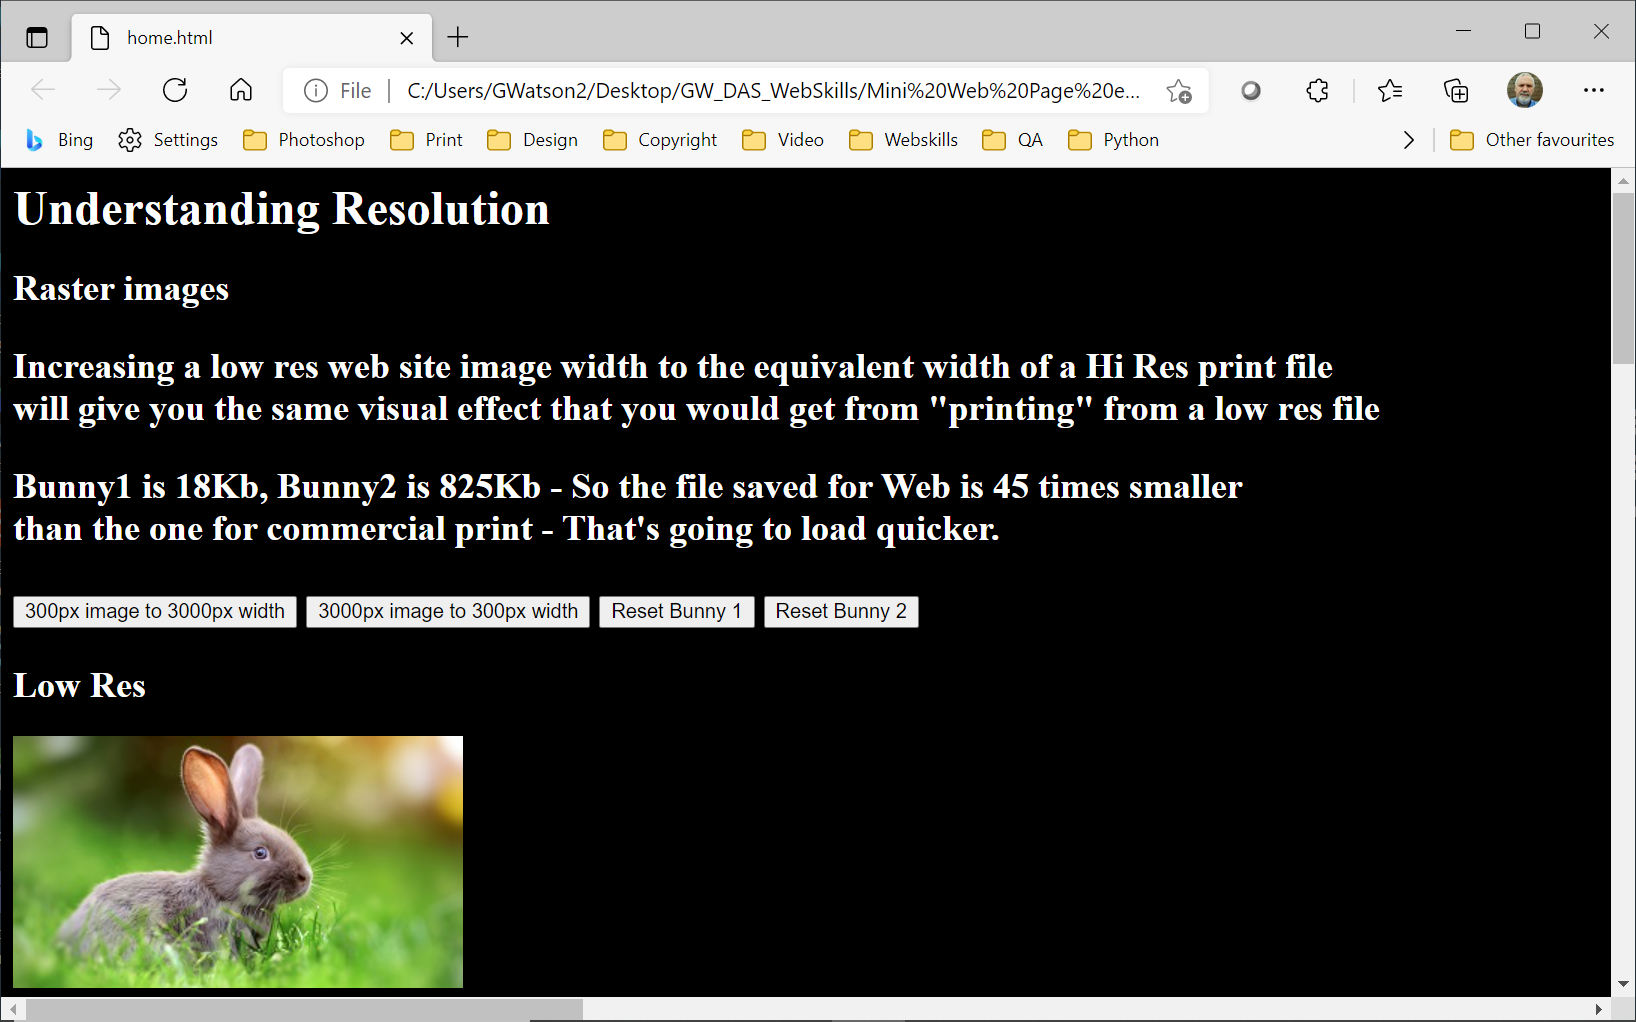 home.html
File
C:/Users/GWatson2/Desktop/GW_DAS_WebSkills/Mini%20Web%20Page%20e...
Bing Settings Photoshop Print Design Copyright Video Webskills QA Python Other favourites
Understanding Resolution
Raster images
Increasing a low res web site image width to the equivalent width of a Hi Res print file
will give you the same visual effect that you would get from "printing" from a low res file
Bunny1 is 18Kb, Bunny2 is 825Kb - So the file saved for Web is 45 times smaller
than the one for commercial print - That's going to load quicker.
300px image to 3000px width 3000px image to 300px width Reset Bunny 1 Reset Bunny 2
Low Res